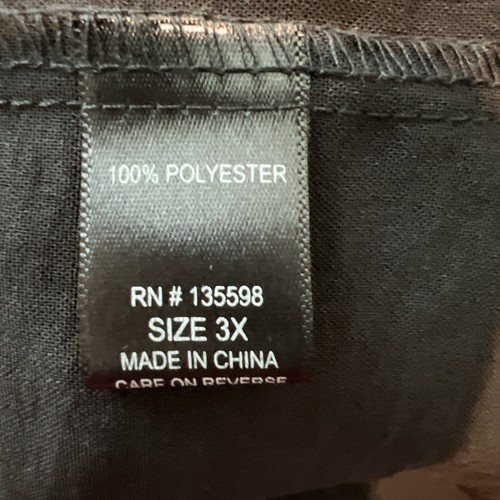 100% POLYESTER
RN # 135598
SIZE 3X
MADE IN CHINA
CARE ON REVERSE